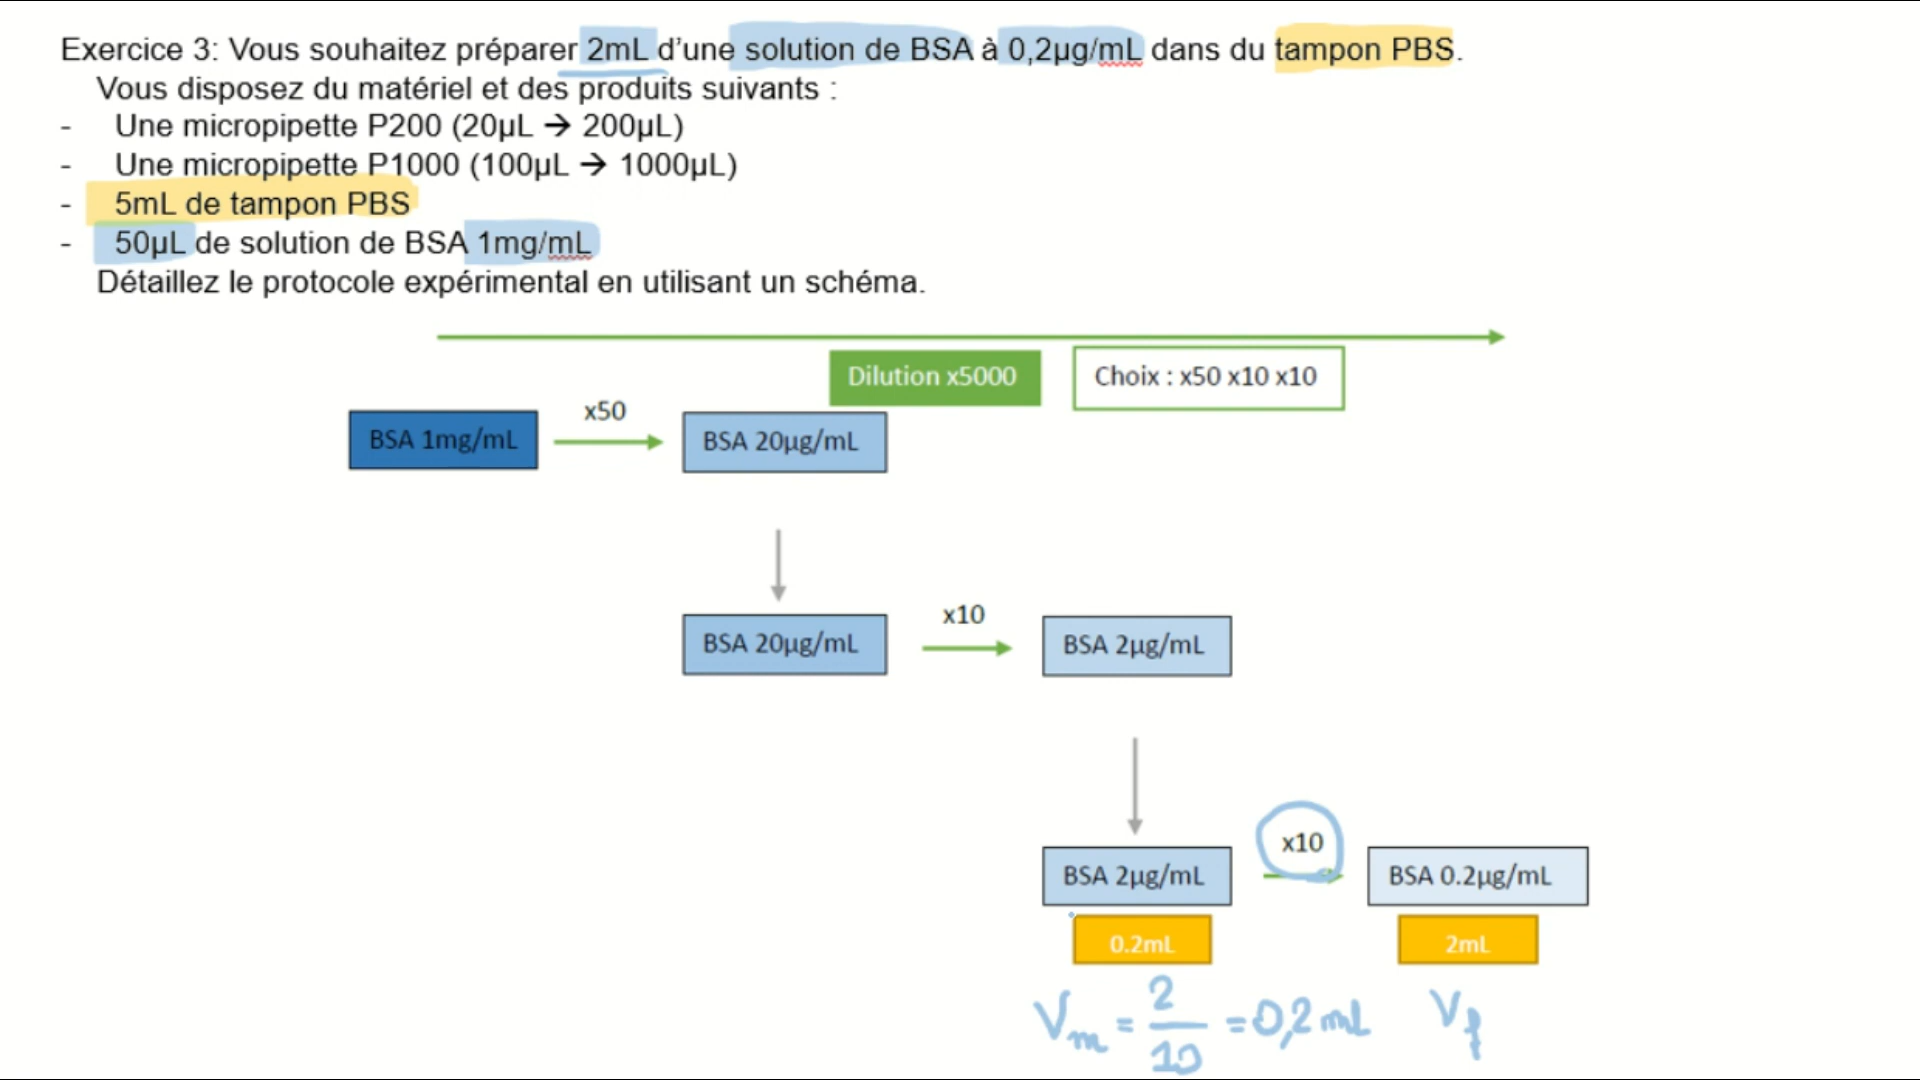 Exercice 3: Vous souhaitez préparer 2mL d'une solution de BSA à 0,2µg/mL dans du tampon PBS.
Vous disposez du matériel et des produits suivants :
- Une micropipette P200 (20µL → 200µL)
- Une micropipette P1000 (100µL → 1000µL)
- 5mL de tampon PBS
- 50µL de solution de BSA 1mg/mL
Détaillez le protocole expérimental en utilisant un schéma.
Dilution x5000
Choix : x50 x10 x10
BSA 1mg/mL
x50
BSA 20µg/mL
BSA 20µg/mL
x10
BSA 2µg/mL
BSA 2µg/mL
x10
BSA 0.2µg/mL
0.2mL
2mL
Vm = 2/10 = 0,2 mL
Vf